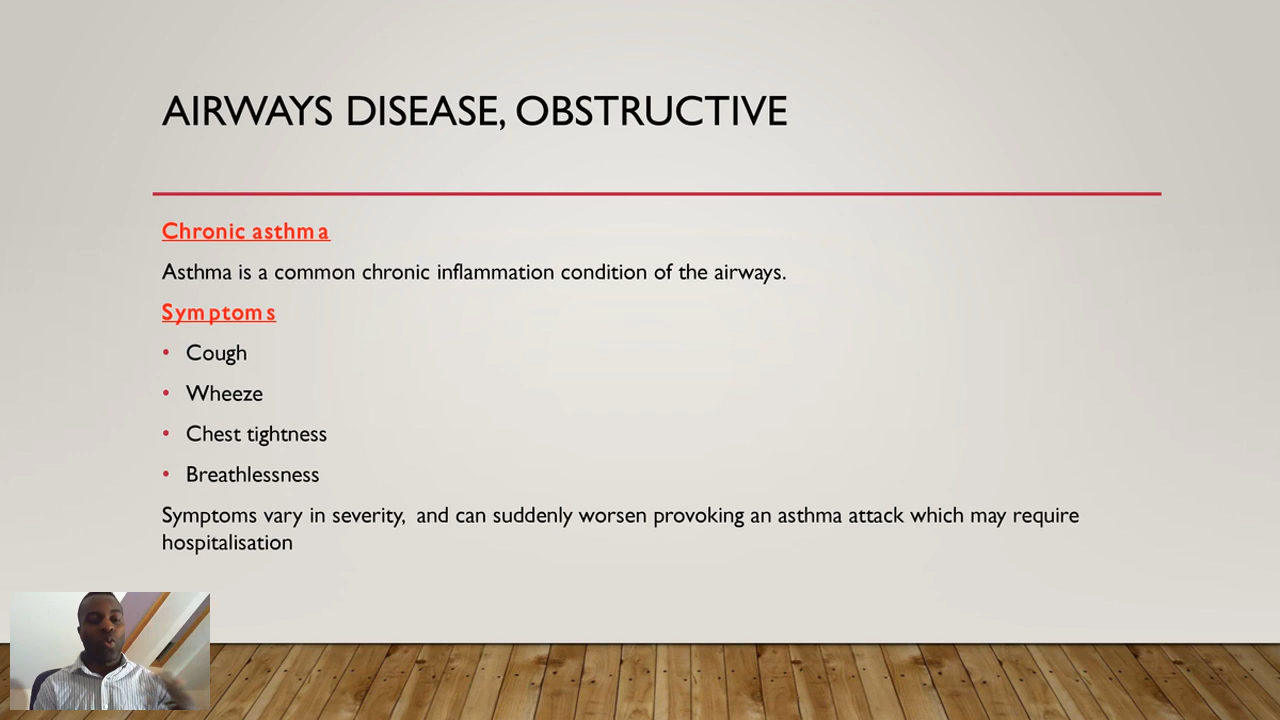 AIRWAYS DISEASE, OBSTRUCTIVE
Chronic asthma
Asthma is a common chronic inflammation condition of the airways.
Symptoms
• Cough
• Wheeze
• Chest tightness
• Breathlessness
Symptoms vary in severity,  and can suddenly worsen provoking an asthma attack which may require
hospitalisation